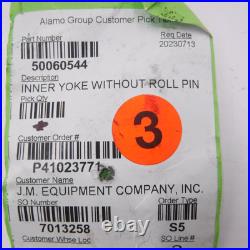 Alamo Group Customer Pick
Part Number
Req Date
50060544
20230713
Description
INNER YOKE WITHOUT ROLL PIN
Pick Qty
3
Customer Order #
P41023771
Customer Name
J.M. EQUIPMENT COMPANY, INC.
SO Number
Order Type
7013258
S5
Customer Whse Loc
SO Line #